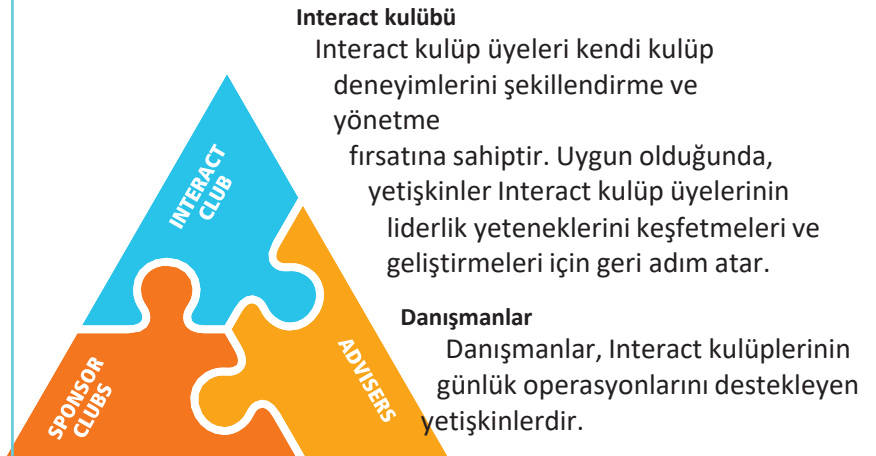 Interact kulübü
Interact kulüp üyeleri kendi kulüp
deneyimlerini şekillendirme ve
yönetme
fırsatına sahiptir. Uygun olduğunda,
yetişkinler Interact kulüp üyelerinin
liderlik yeteneklerini keşfetmeleri ve
geliştirmeleri için geri adım atar.
INTERACT
CLUB
Danışmanlar
Danışmanlar, Interact kulüplerinin
günlük operasyonlarını destekleyen
yetişkinlerdir.
ADVISERS
SPONSOR
CLUBS